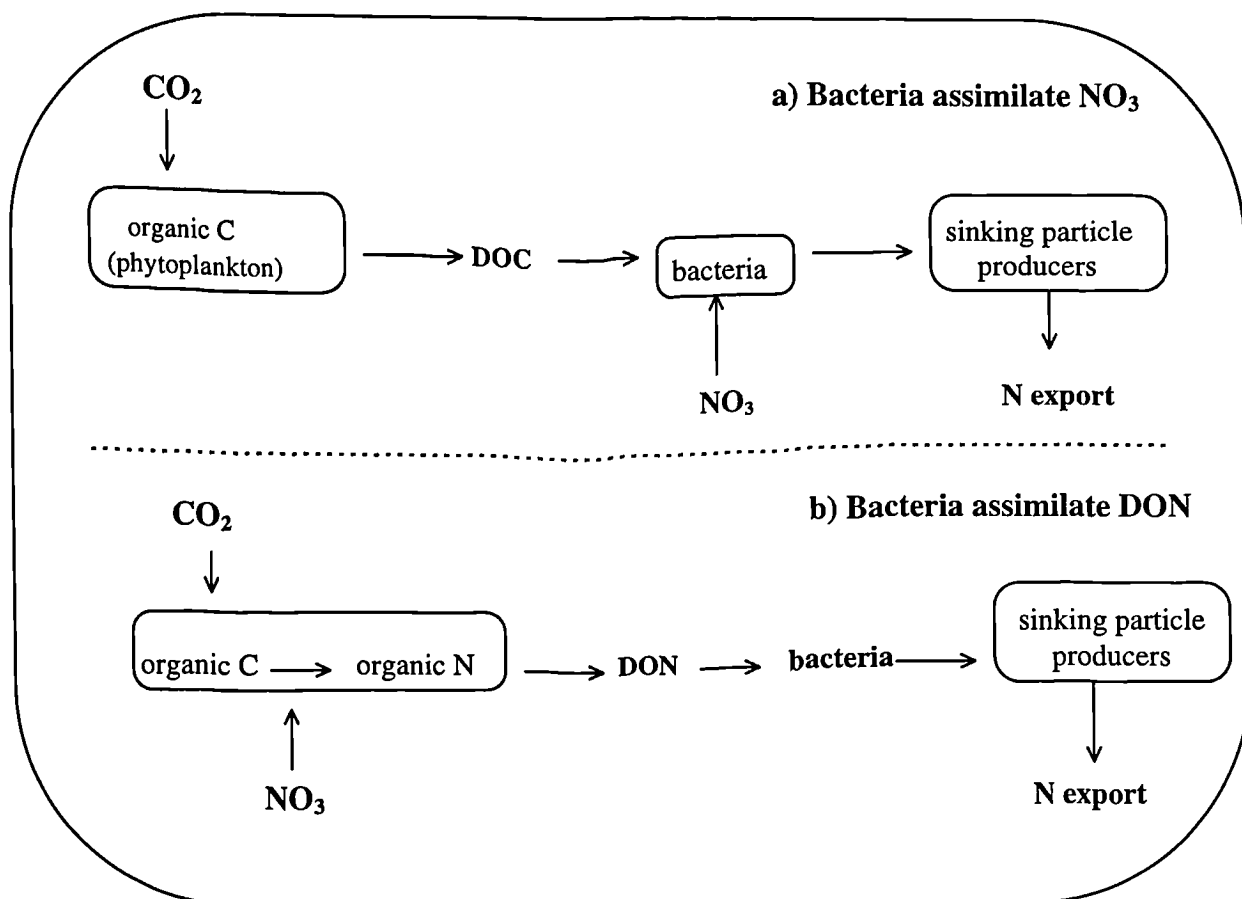 a) Bacteria assimilate NO₃
CO₂
organic C
(phytoplankton)
DOC
bacteria
sinking particle
producers
NO₃
N export
b) Bacteria assimilate DON
CO₂
organic C
organic N
DON
bacteria
sinking particle
producers
NO₃
N export